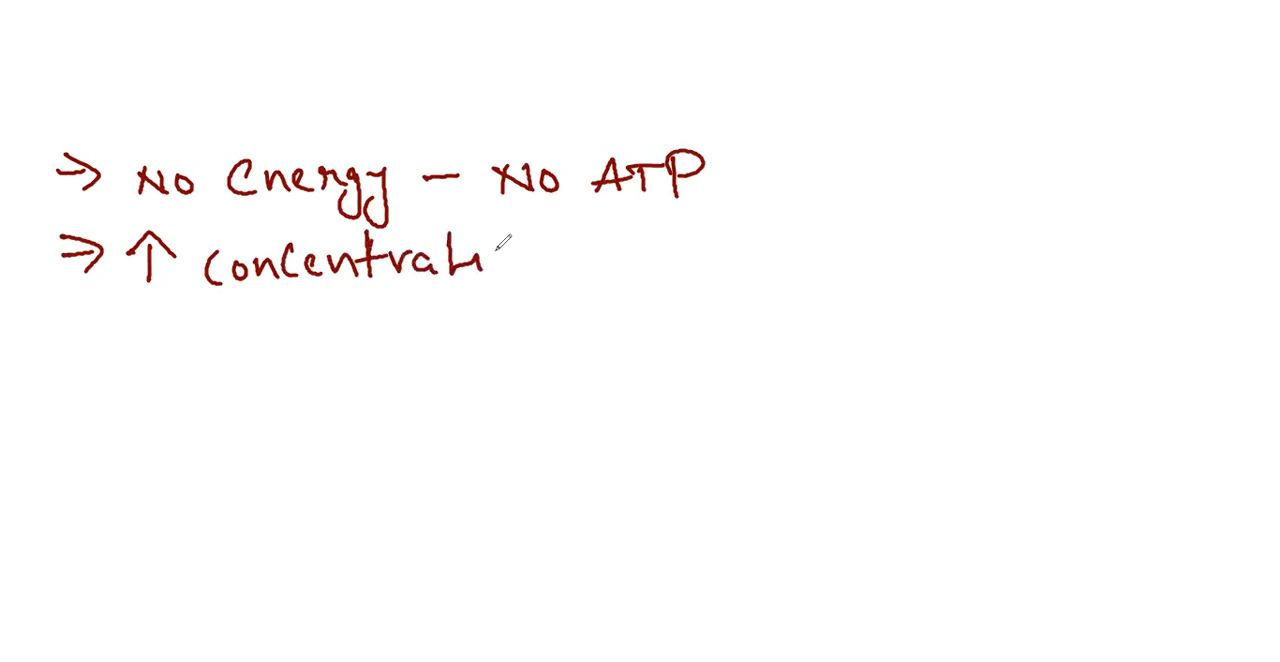 → No Energy - No ATP
⇒ ↑ concentrati